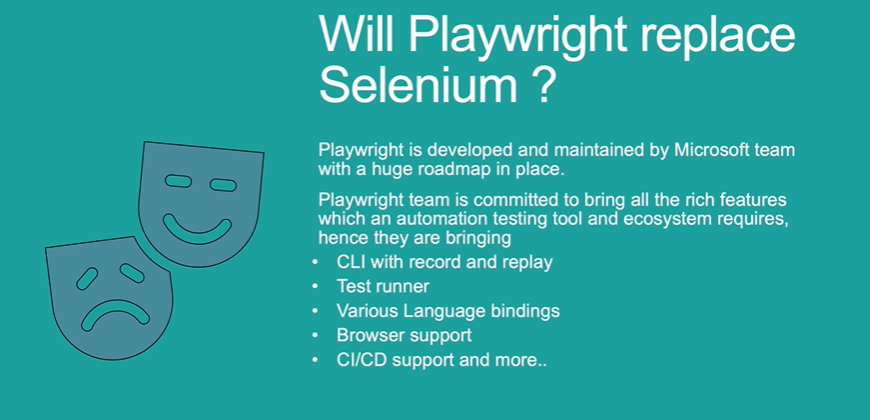 Will Playwright replace
Selenium ?
Playwright is developed and maintained by Microsoft team
with a huge roadmap in place.
Playwright team is committed to bring all the rich features
which an automation testing tool and ecosystem requires,
hence they are bringing
• CLI with record and replay
• Test runner
• Various Language bindings
• Browser support
• CI/CD support and more..